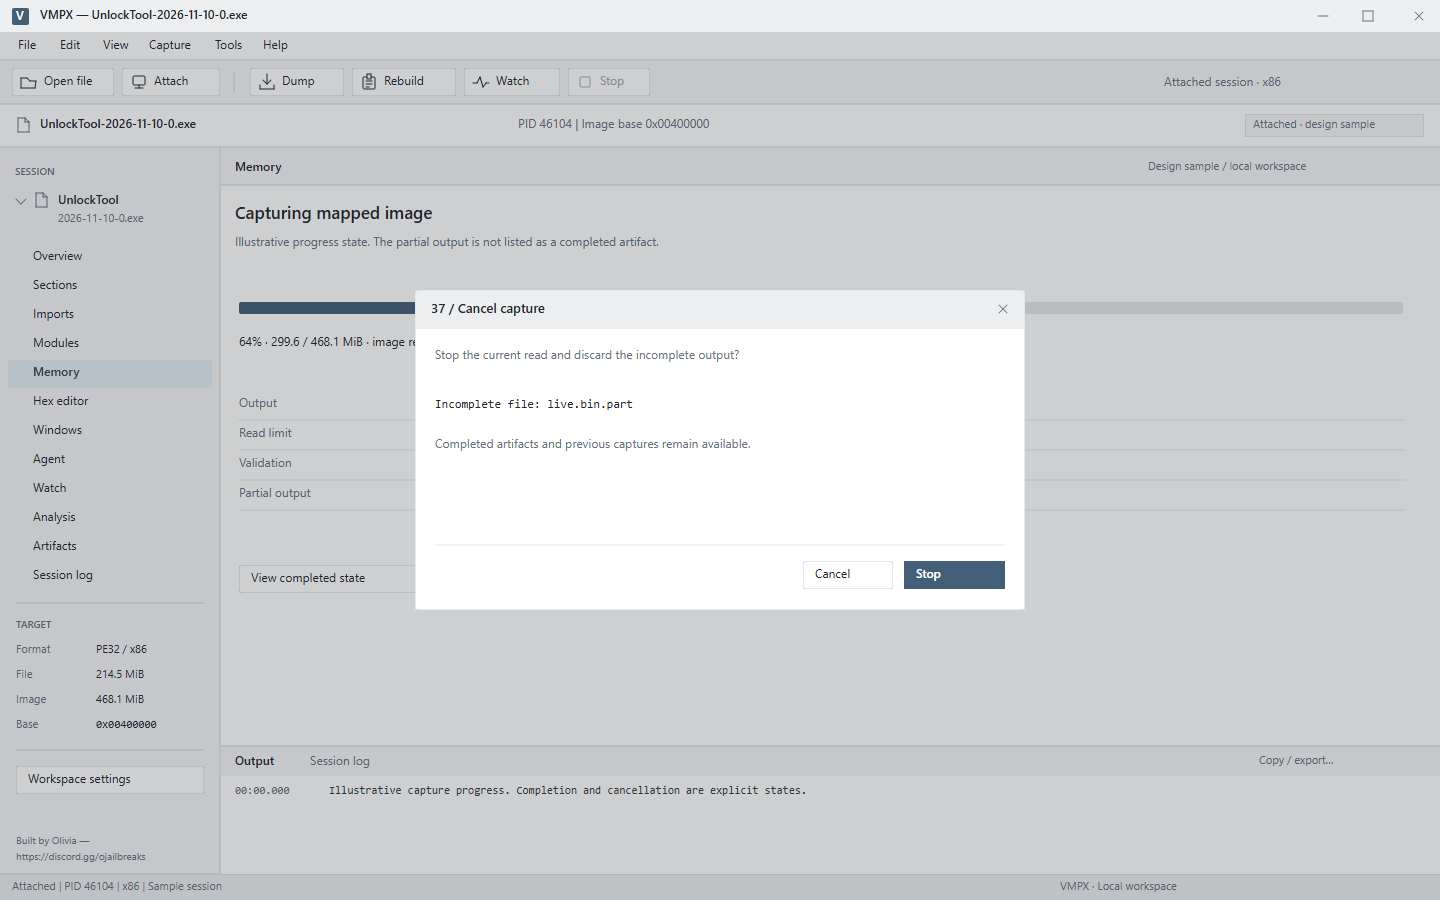 V VMPX — UnlockTool-2026-11-10-0.exe
File Edit View Capture Tools Help
Open file Attach Dump Rebuild Watch Stop Attached session · x86
UnlockTool-2026-11-10-0.exe PID 46104 | Image base 0x00400000 Attached · design sample
SESSION
UnlockTool
2026-11-10-0.exe
Overview
Sections
Imports
Modules
Memory
Hex editor
Windows
Agent
Watch
Analysis
Artifacts
Session log
TARGET
Format PE32 / x86
File 214.5 MiB
Image 468.1 MiB
Base 0x00400000
Workspace settings
Built by Olivia —
https://discord.gg/ojailbreaks
Memory Design sample / local workspace
Capturing mapped image
Illustrative progress state. The partial output is not listed as a completed artifact.
64% · 299.6 / 468.1 MiB · image re
Output
Read limit
Validation
Partial output
View completed state
37 / Cancel capture
Stop the current read and discard the incomplete output?
Incomplete file: live.bin.part
Completed artifacts and previous captures remain available.
Cancel Stop
Output Session log Copy / export...
00:00.000 Illustrative capture progress. Completion and cancellation are explicit states.
Attached | PID 46104 | x86 | Sample session VMPX · Local workspace